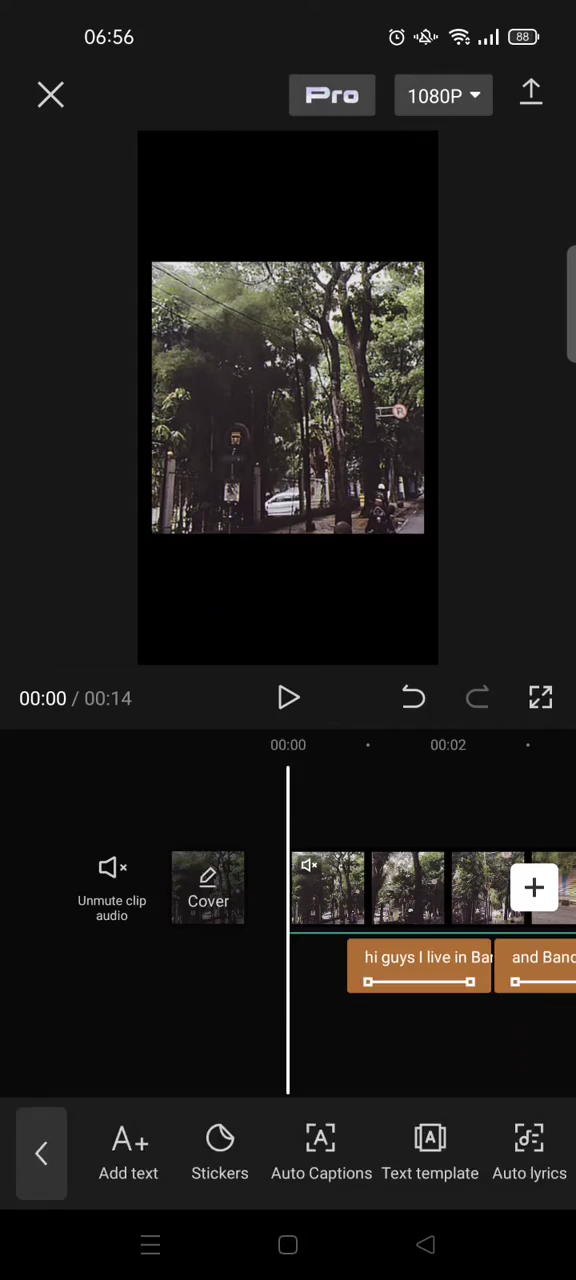 06:56
88
Pro
1080P
00:00 / 00:14
00:00
00:02
Unmute clip
audio
Cover
hi guys I live in Ba
and Banc
Add text
Stickers
Auto Captions
Text template
Auto lyrics